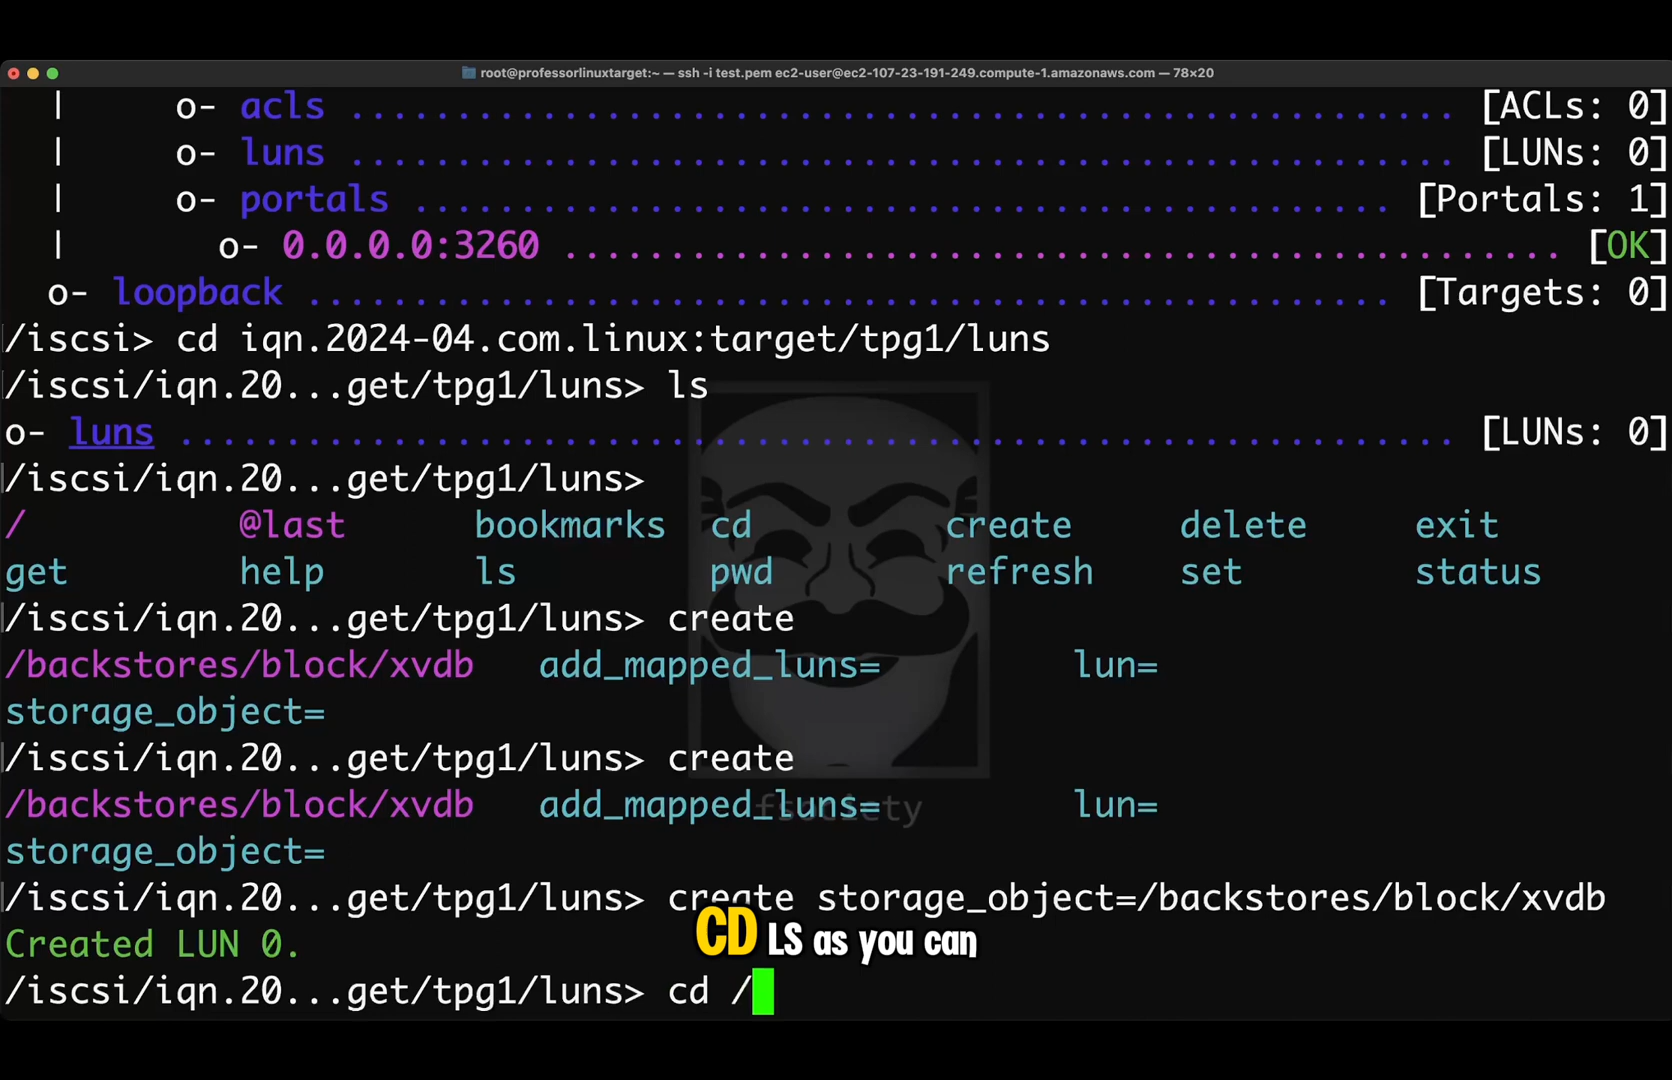 root@professorlinuxtarget:~ — ssh -i test.pem ec2-user@ec2-107-23-191-249.compute-1.amazonaws.com — 78×20
|     o- acls .................................................... [ACLs: 0]
|     o- luns .................................................... [LUNs: 0]
|     o- portals .............................................. [Portals: 1]
|       o- 0.0.0.0:3260 ............................................... [OK]
o- loopback ................................................... [Targets: 0]
/iscsi> cd iqn.2024-04.com.linux:target/tpg1/luns
/iscsi/iqn.20...get/tpg1/luns> ls
o- luns ............................................................ [LUNs: 0]
/iscsi/iqn.20...get/tpg1/luns>
/ @last bookmarks cd create delete exit
get help ls pwd refresh set status
/iscsi/iqn.20...get/tpg1/luns> create
/backstores/block/xvdb add_mapped_luns= lun=
storage_object=
/iscsi/iqn.20...get/tpg1/luns> create
/backstores/block/xvdb add_mapped_luns= lun=
fsociety
storage_object=
/iscsi/iqn.20...get/tpg1/luns> create storage_object=/backstores/block/xvdb
Created LUN 0.
CD LS as you can
/iscsi/iqn.20...get/tpg1/luns> cd /